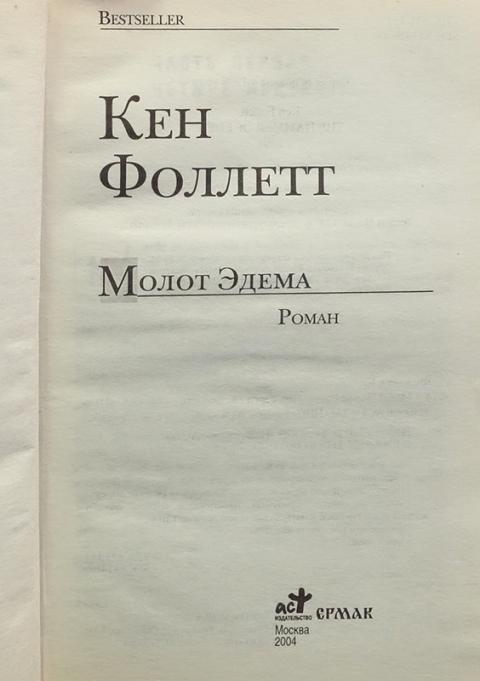 BESTSELLER
КЕН
ФОЛЛЕТТ
МОЛОТ ЭДЕМА
РОМАН
аст
ИЗДАТЕЛЬСТВО
ЕРМАК
Москва
2004